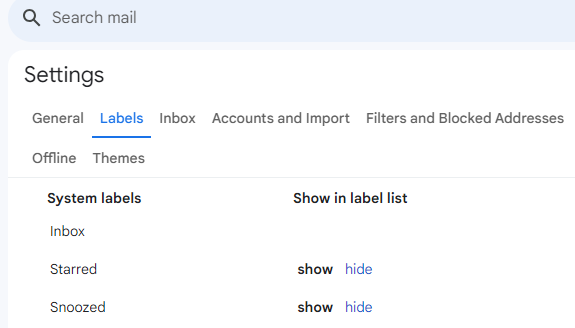 Search mail
Settings
General Labels Inbox Accounts and Import Filters and Blocked Addresses
Offline Themes
System labels Show in label list
Inbox
Starred show hide
Snoozed show hide